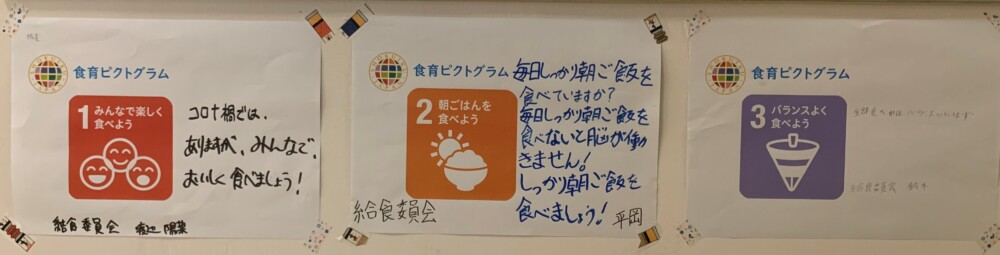 食育ピクトグラム
1 みんなで楽しく
食べよう
コロナ禍では、
ありますが、みんなで、
おいしく食べましょう!
給食委員会
食育ピクトグラム
2 朝ごはんを
食べよう
毎日しっかり朝ご飯を
食べていますか?
毎日しっかり朝ご飯を
食べないと脳が働
きません!
しっかり朝ご飯を
食べましょう!
給食委員会 平岡
食育ピクトグラム
3 バランスよく
食べよう